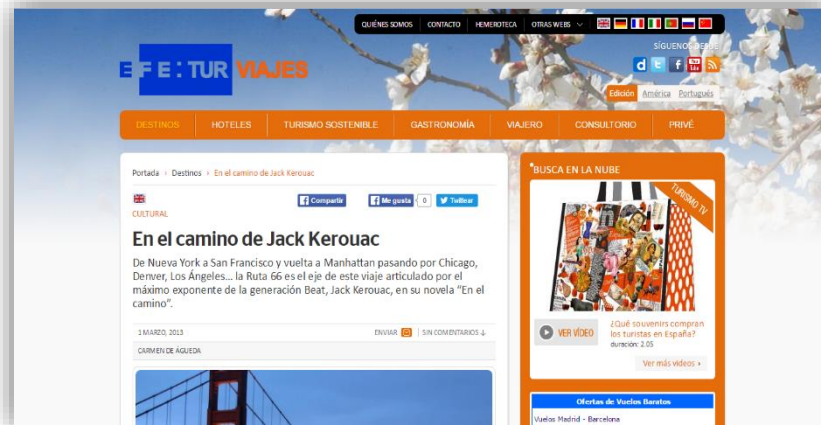 QUIÉNES SOMOS CONTACTO HEMEROTECA OTRAS WEBS
SÍGUENOS DESDE
EFE:TUR VIAJES
Edición América Portugués
DESTINOS HOTELES TURISMO SOSTENIBLE GASTRONOMÍA VIAJERO CONSULTORIO PRIVÉ
Portada › Destinos › En el camino de Jack Kerouac
Compartir Me gusta 0 Twittear
CULTURAL
En el camino de Jack Kerouac
De Nueva York a San Francisco y vuelta a Manhattan pasando por Chicago,
Denver, Los Ángeles... la Ruta 66 es el eje de este viaje articulado por el
máximo exponente de la generación Beat, Jack Kerouac, en su novela “En el
camino”.
1 MARZO, 2013 ENVIAR | SIN COMENTARIOS ↓
CARMEN DE ÁGUEDA
BUSCA EN LA NUBE
TURISMO TV
VER VÍDEO
¿Qué souvenirs compran
los turistas en España?
duración: 2.05
Ver más vídeos »
Ofertas de Vuelos Baratos
Vuelos Madrid - Barcelona